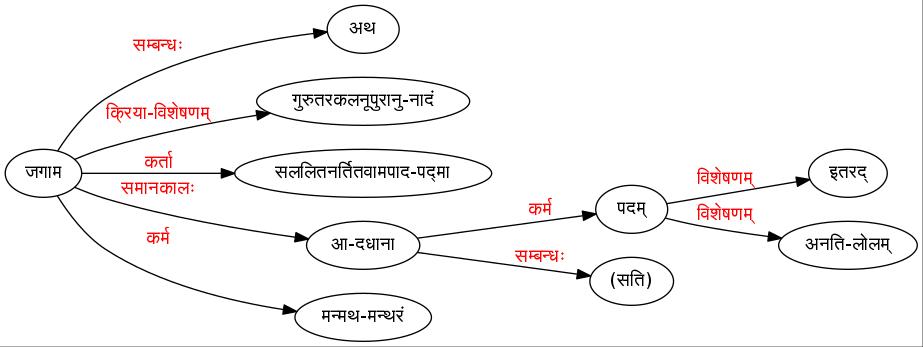 अथ
सम्बन्धः
गुरुतरकलनूपुरानु-नादं
क्रिया-विशेषणम्
जगाम
कर्ता
सललितनर्तितवामपाद-पद्मा
समानकालः
इतरद्
विशेषणम्
पदम्
कर्म
विशेषणम्
अनति-लोलम्
आ-दधाना
सम्बन्धः
(सति)
कर्म
मन्मथ-मन्थरं